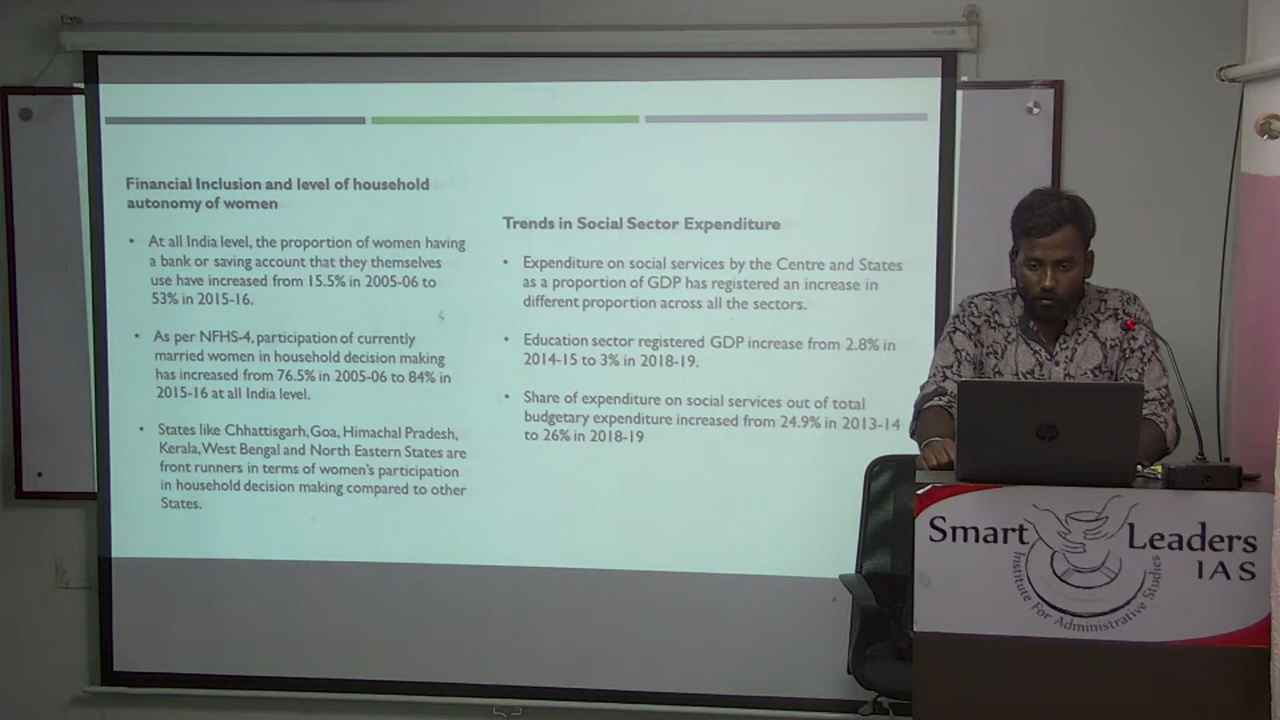 Financial Inclusion and level of household
autonomy of women
• At all India level, the proportion of women having
a bank or saving account that they themselves
use have increased from 15.5% in 2005-06 to
53% in 2015-16.
• As per NFHS-4, participation of currently
married women in household decision making
has increased from 76.5% in 2005-06 to 84% in
2015-16 at all India level.
• States like Chhattisgarh, Goa, Himachal Pradesh,
Kerala, West Bengal and North Eastern States are
front runners in terms of women's participation
in household decision making compared to other
States.
Trends in Social Sector Expenditure
• Expenditure on social services by the Centre and States
as a proportion of GDP has registered an increase in
different proportion across all the sectors.
• Education sector registered GDP increase from 2.8% in
2014-15 to 3% in 2018-19.
• Share of expenditure on social services out of total
budgetary expenditure increased from 24.9% in 2013-14
to 26% in 2018-19
hp
Smart Leaders
IAS
Institute For Administrative Studies